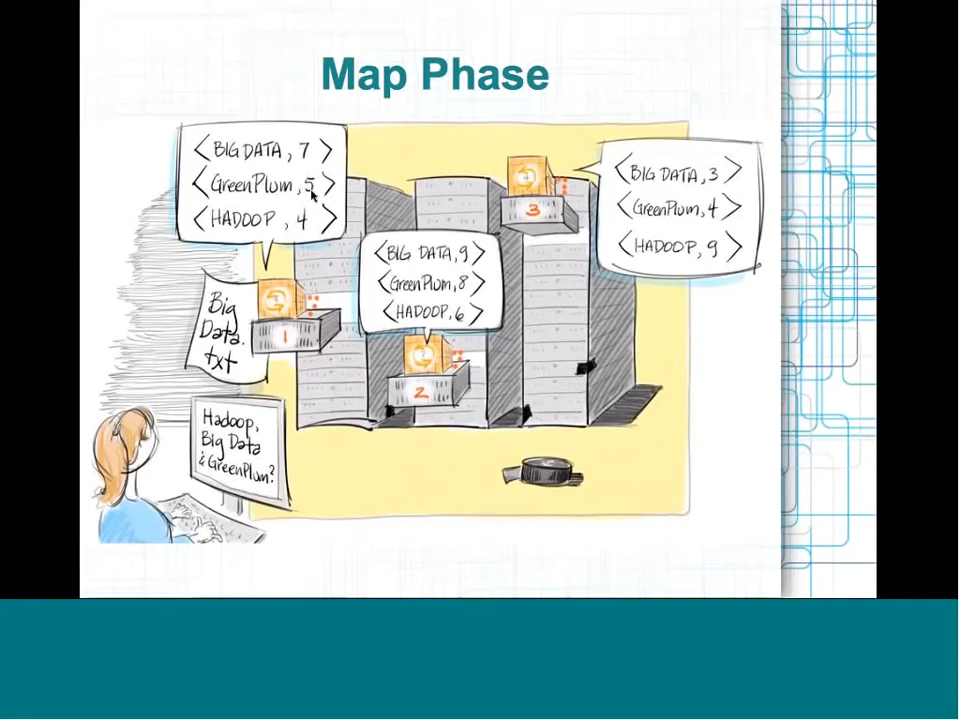 Map Phase
<BIG DATA, 7>
<GreenPlum, 5>
<HADOOP, 4>
<BIG DATA, 9>
<GreenPlum, 8>
<HADOOP, 6>
<BIG DATA, 3>
<GreenPlum, 4>
<HADOOP, 9>
Big
Data.
txt
1
2
3
Hadoop,
Big Data
& GreenPlum?